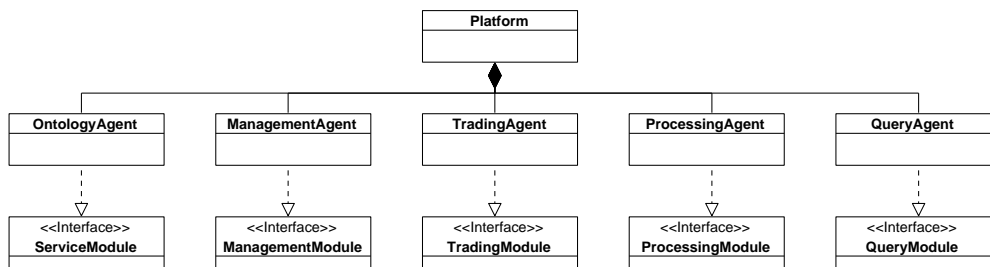 Platform
OntologyAgent
ManagementAgent
TradingAgent
ProcessingAgent
QueryAgent
<<Interface>>
ServiceModule
<<Interface>>
ManagementModule
<<Interface>>
TradingModule
<<Interface>>
ProcessingModule
<<Interface>>
QueryModule